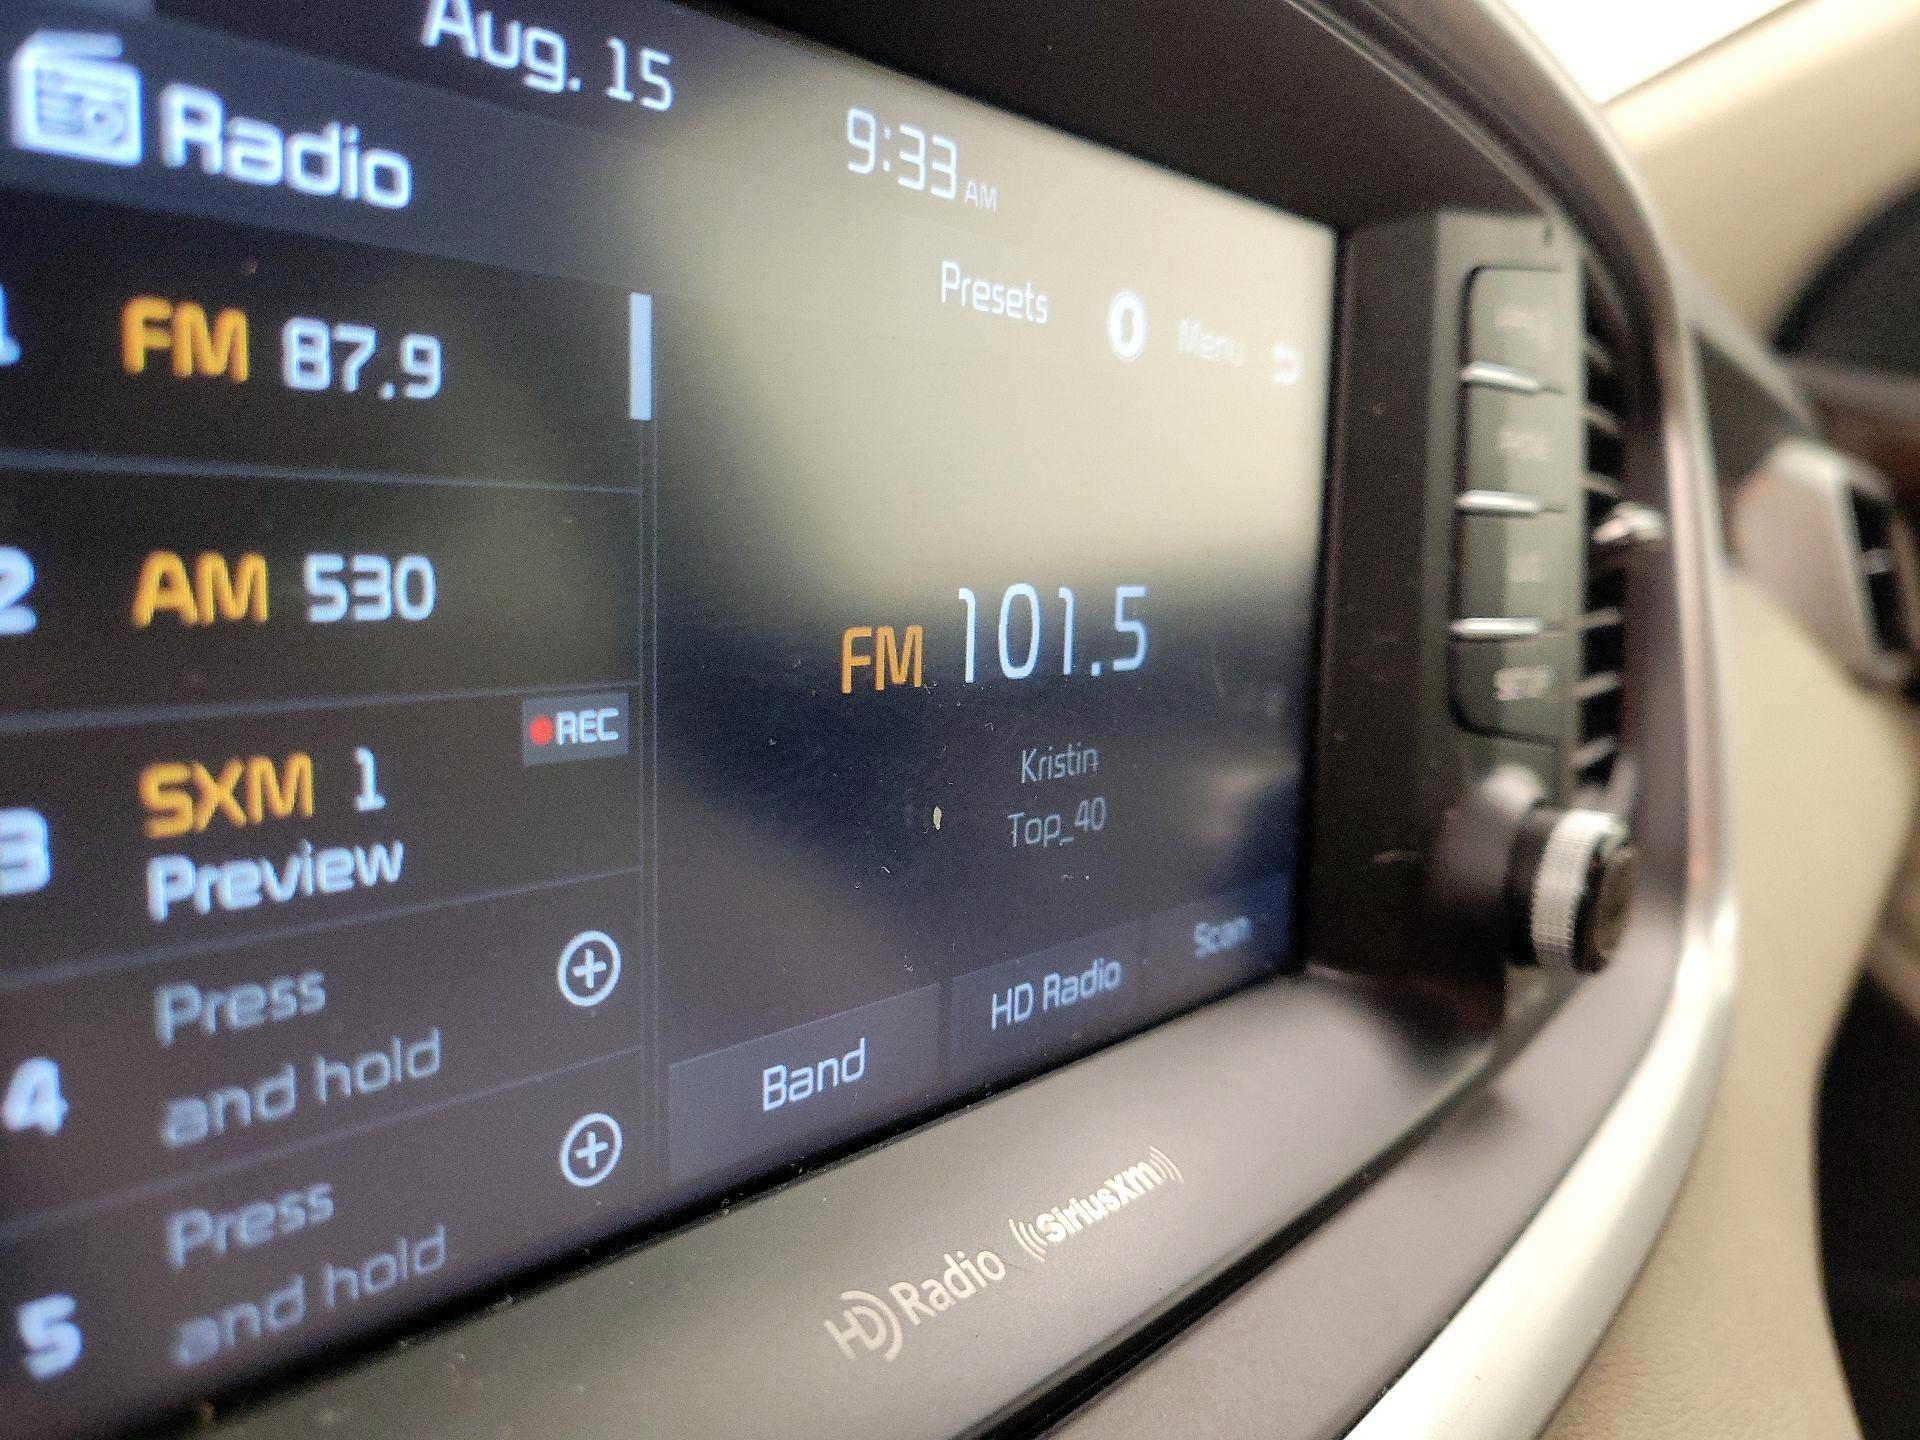 Aug. 15
9:33 AM
Radio
Presets
Menu
1 FM 87.9
2 AM 530
REC
3 SXM 1
Preview
4 Press
and hold
5 Press
and hold
FM 101.5
Kristin
Top_40
Band
HD Radio
Scan
HD Radio
SiriusXm